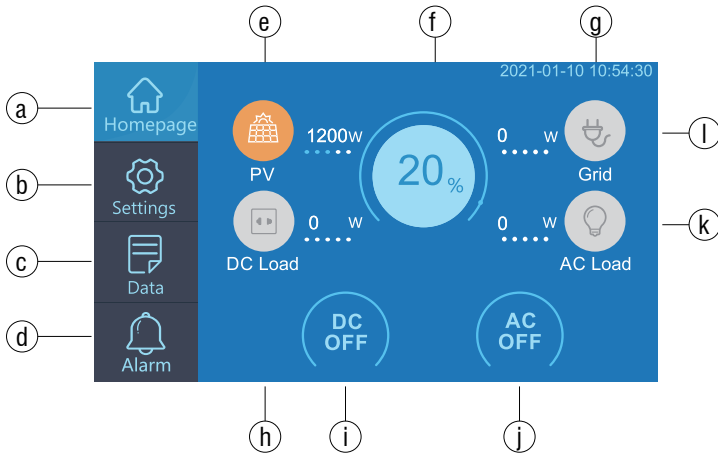 e
f
g
2021-01-10 10:54:30
a
Homepage
1200W
0 W
l
PV
20%
Grid
b
Settings
0 W
0 W
k
DC Load
AC Load
c
Data
d
Alarm
DC
OFF
AC
OFF
h
i
j